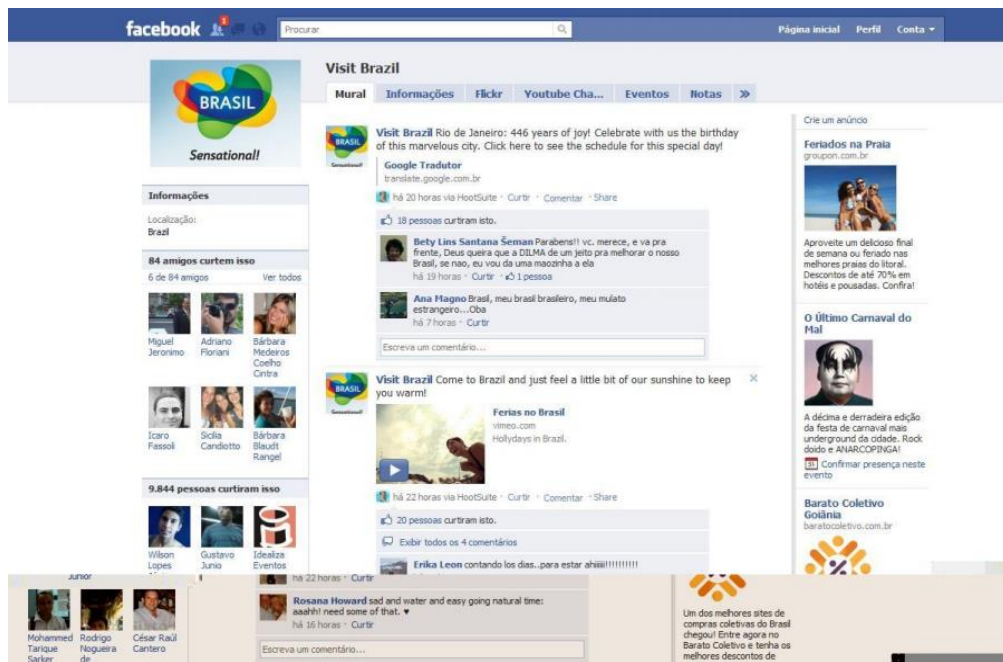 facebook
1
Procurar
Página inicial Perfil Conta
BRASIL
Sensational!
Informações
Localização:
Brazil
84 amigos curtem isso
6 de 84 amigos Ver todos
Miguel Jeronimo
Adriano Floriani
Bárbara Medeiros Coelho Cintra
Icaro Fassoli
Sicilia Candiotto
Bárbara Blaudt Rangel
9.844 pessoas curtiram isso
Wilson Lopes
Gustavo Junio
Idealiza Eventos
Junior
Mohammed Tarique Sarker
Rodrigo Nogueira de
César Raúl Cantero
Visit Brazil
Mural Informações Flickr Youtube Cha... Eventos Notas »
BRASIL
Sensational!
Visit Brazil Rio de Janeiro: 446 years of joy! Celebrate with us the birthday
of this marvelous city. Click here to see the schedule for this special day!
Google Tradutor
translate.google.com.br
há 20 horas via HootSuite · Curtir · Comentar · Share
18 pessoas curtiram isto.
Bety Lins Santana Šeman Parabens!! vc. merece, e va pra
frente, Deus queira que a DILMA de um jeito pra melhorar o nosso
Brasil, se nao, eu vou da uma maozinha a ela
há 19 horas · Curtir · 1 pessoa
Ana Magno Brasil, meu brasil brasileiro, meu mulato
estrangeiro...Oba
há 7 horas · Curtir
Escreva um comentário...
BRASIL
Sensational!
Visit Brazil Come to Brazil and just feel a little bit of our sunshine to keep
you warm!
Ferias no Brasil
vimeo.com
Hollydays in Brazil.
há 22 horas via HootSuite · Curtir · Comentar · Share
20 pessoas curtiram isto.
Exibir todos os 4 comentários
Erika Leon contando los dias..para estar ahiiii!!!!!!!!!!!
há 22 horas · Curtir
Rosana Howard sad and water and easy going natural time:
aaahh! need some of that. ♥
há 16 horas · Curtir
Escreva um comentário...
Crie um anúncio
Feriados na Praia
groupon.com.br
Aproveite um delicioso final
de semana ou feriado nas
melhores praias do litoral.
Descontos de até 70% em
hotéis e pousadas. Confira!
O Último Carnaval do
Mal
A décima e derradeira edição
da festa de carnaval mais
underground da cidade. Rock
doido e ANARCOPINGA!
31 Confirmar presença neste
evento
Barato Coletivo
Goiânia
baratocoletivo.com.br
Um dos melhores sites de
compras coletivas do Brasil
chegou! Entre agora no
Barato Coletivo e tenha os
melhores descontos de